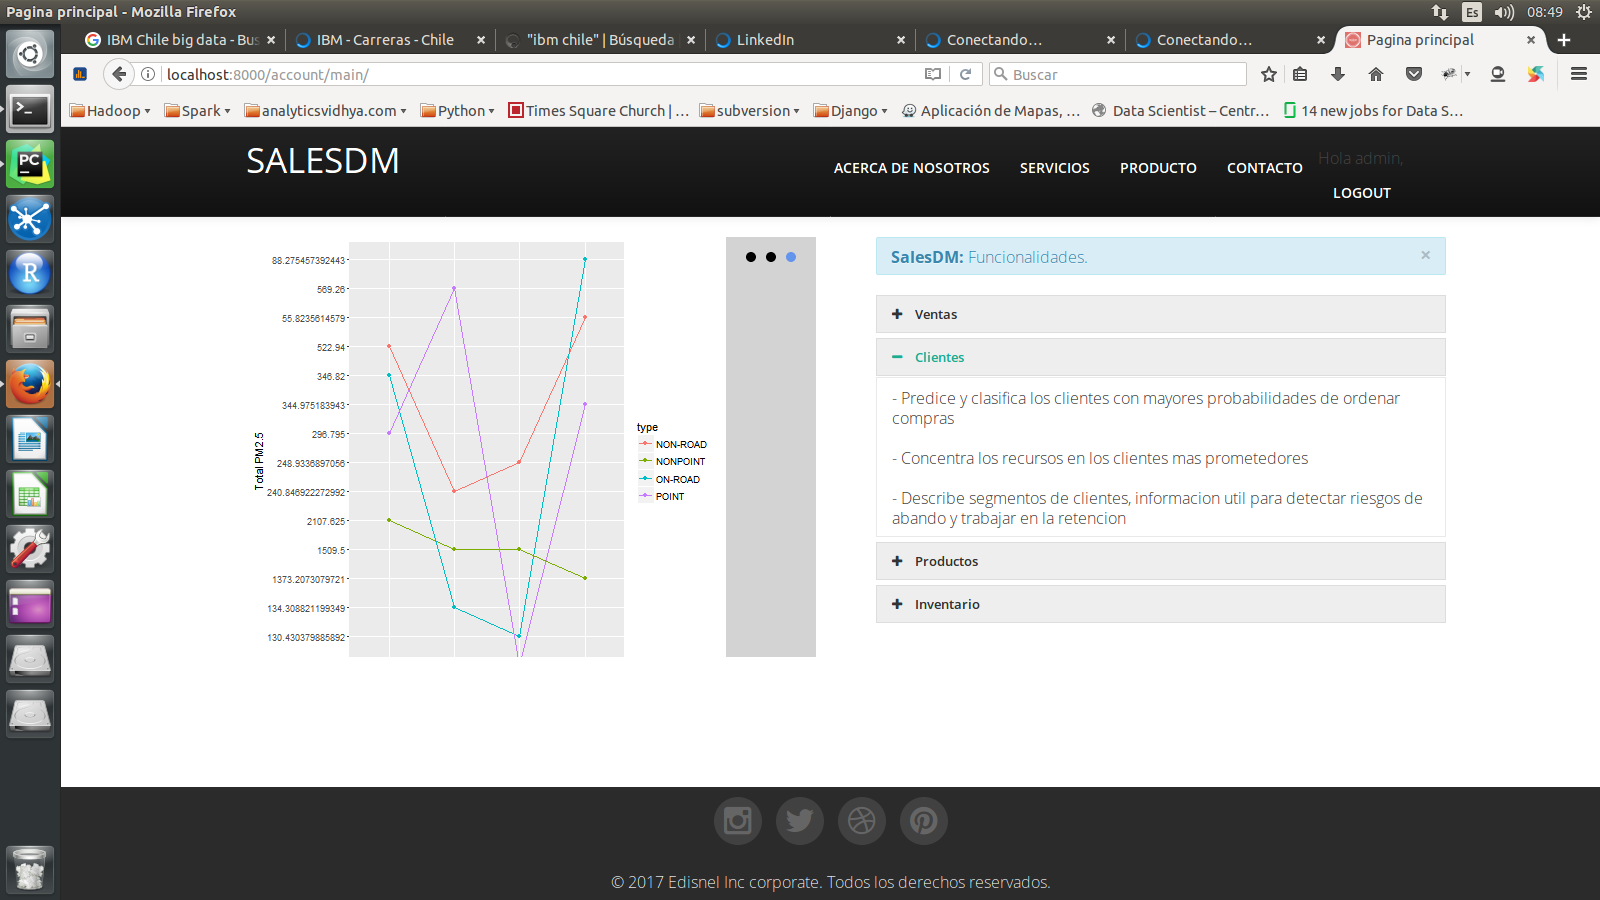 Pagina principal - Mozilla Firefox
Es
08:49
IBM Chile big data - Bus
IBM - Carreras - Chile
"ibm chile" | Búsqueda
LinkedIn
Conectando…
Conectando…
Pagina principal
localhost:8000/account/main/
Buscar
Hadoop
Spark
analyticsvidhya.com
Python
Times Square Church | …
subversion
Django
Aplicación de Mapas, …
Data Scientist – Centr…
14 new jobs for Data S…
SALESDM
ACERCA DE NOSOTROS
SERVICIOS
PRODUCTO
CONTACTO
Hola admin,
LOGOUT
88.275457392443
569.26
55.8235614579
522.94
346.82
344.975183943
296.795
248.9336897056
240.846922272992
2107.625
1509.5
1373.2073079721
134.308821199349
130.430379885892
Total PM2.5
type
NON-ROAD
NONPOINT
ON-ROAD
POINT
SalesDM: Funcionalidades.
×
Ventas
Clientes
- Predice y clasifica los clientes con mayores probabilidades de ordenar
compras
- Concentra los recursos en los clientes mas prometedores
- Describe segmentos de clientes, informacion util para detectar riesgos de
abando y trabajar en la retencion
Productos
Inventario
© 2017 Edisnel Inc corporate. Todos los derechos reservados.
PC
R